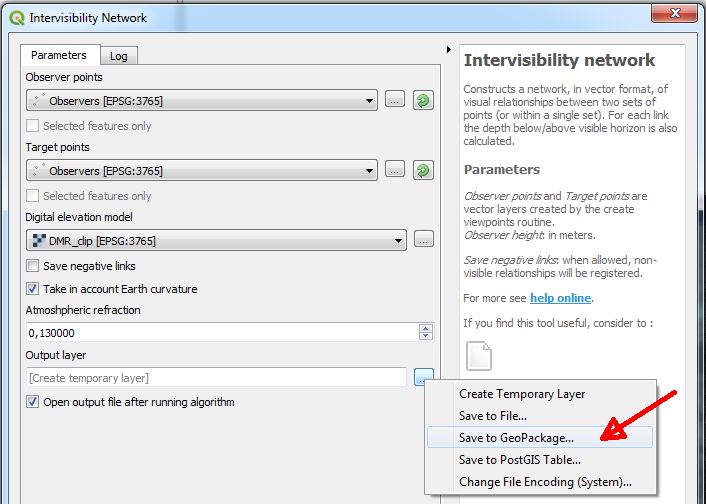 Intervisibility Network
Parameters
Log
Observer points
Observers [EPSG:3765]
...
Selected features only
Target points
Observers [EPSG:3765]
...
Selected features only
Digital elevation model
DMR_clip [EPSG:3765]
...
Save negative links
Take in account Earth curvature
Atmoshpheric refraction
0,130000
Output layer
[Create temporary layer]
...
Open output file after running algorithm
Intervisibility network
Constructs a network, in vector format, of
visual relationships between two sets of
points (or within a single set). For each link
the depth below/above visible horizon is also
calculated.
Parameters
Observer points and Target points are
vector layers created by the create
viewpoints routine.
Observer height: in meters.
Save negative links: when allowed, non-
visible relationships will be registered.
For more see help online.
If you find this tool useful, consider to :
Create Temporary Layer
Save to File...
Save to GeoPackage...
Save to PostGIS Table...
Change File Encoding (System)...